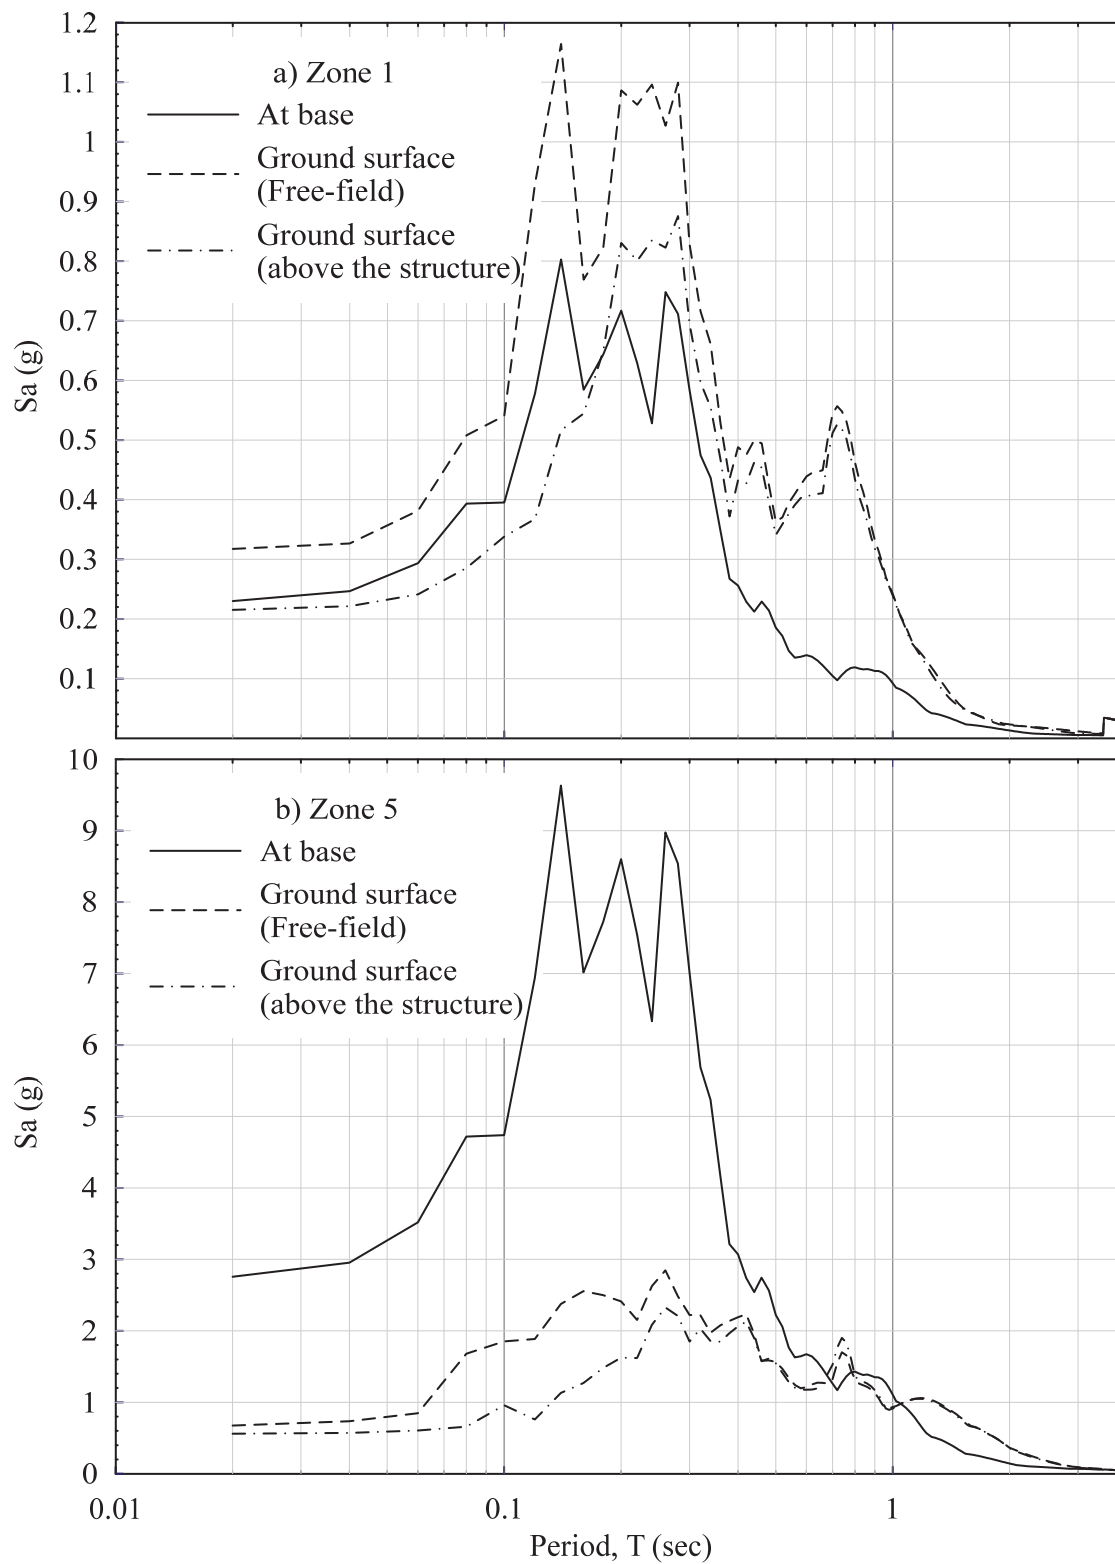 1.2
1.1
1
0.9
0.8
0.7
0.6
0.5
0.4
0.3
0.2
0.1
Sa (g)
a) Zone 1
At base
Ground surface
(Free-field)
Ground surface
(above the structure)
10
9
8
7
6
5
4
3
2
1
0
Sa (g)
b) Zone 5
At base
Ground surface
(Free-field)
Ground surface
(above the structure)
0.01 0.1 1
Period, T (sec)